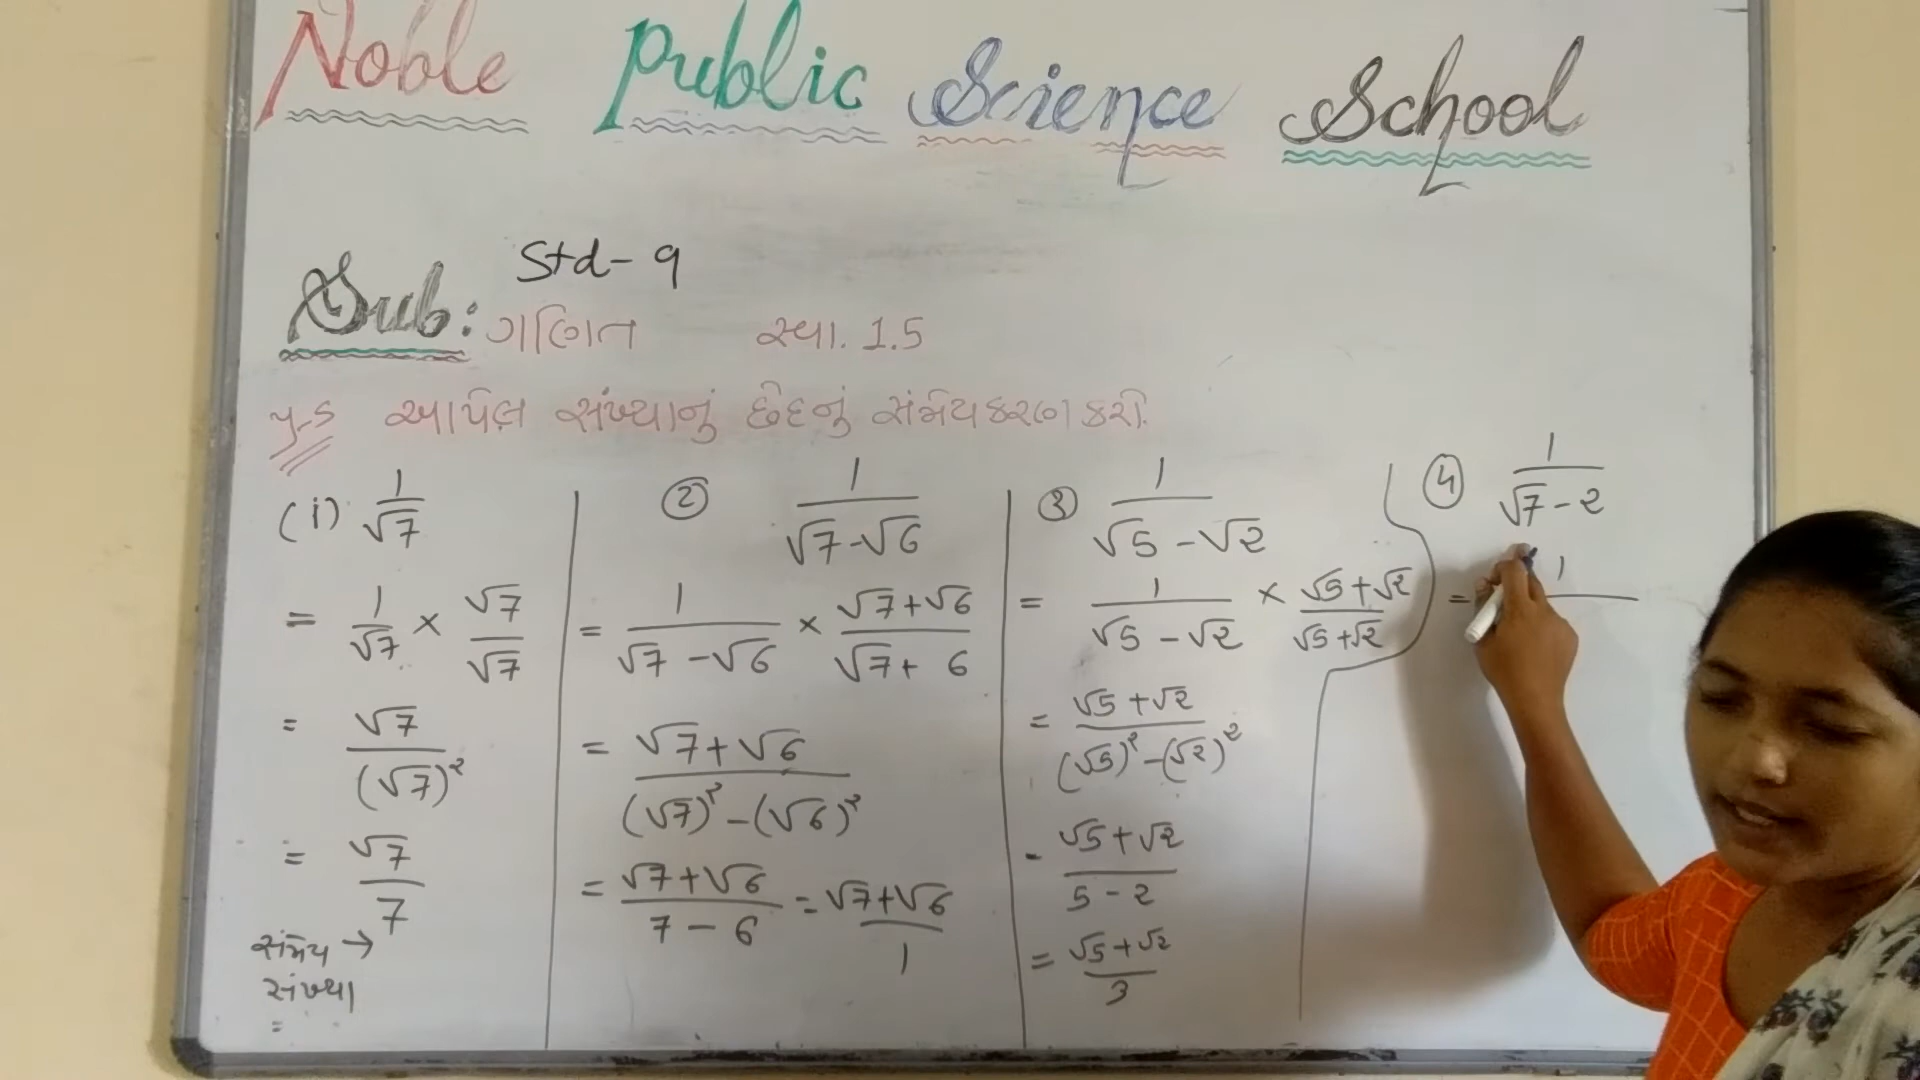 Noble Public Science School
Std - 9
Sub: ગણિત સ્વા. 1.5
પ્ર-5 આપેલ સંખ્યાનું છેદનું સંમેયકરણ કરો.
(i) 1/√7
= 1/√7 × √7/√7
= √7/(√7)²
= √7/7
સંમેય →
સંખ્યા
=
② 1/(√7-√6)
= 1/(√7 - √6) × (√7+√6)/(√7+ 6)
= (√7+√6)/((√7)² - (√6)²)
= (√7+√6)/(7 - 6) = (√7+√6)/1
③ 1/(√5 - √2)
= 1/(√5 - √2) × (√5+√2)/(√5+√2)
= (√5+√2)/((√5)² - (√2)²)
- (√5+√2)/(5 - 2)
= (√5+√2)/3
④ 1/(√7 - 2)
= 1/